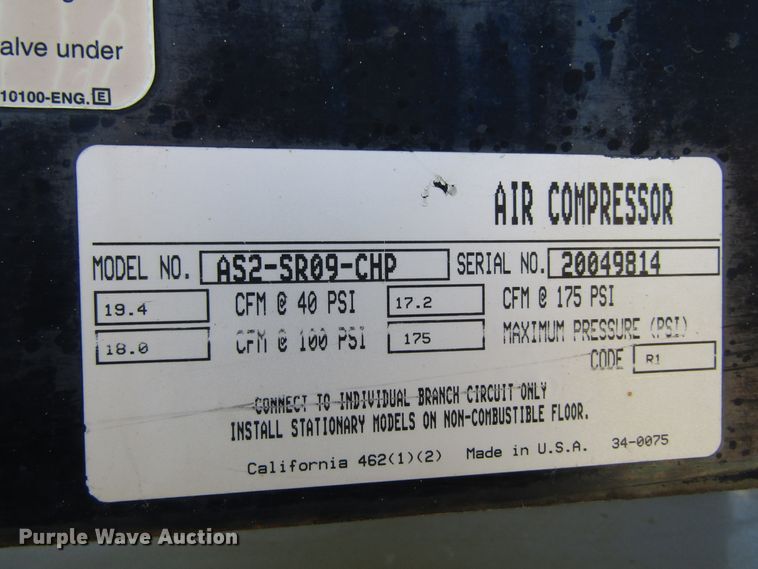 alve under
10100-ENG. E
AIR COMPRESSOR
MODEL NO. AS2-SR09-CHP SERIAL NO. 20049814
19.4 CFM @ 40 PSI 17.2 CFM @ 175 PSI
18.0 CFM @ 100 PSI 175 MAXIMUM PRESSURE (PSI)
CODE R1
CONNECT TO INDIVIDUAL BRANCH CIRCUIT ONLY
INSTALL STATIONARY MODELS ON NON-COMBUSTIBLE FLOOR.
California 462(1)(2) Made in U.S.A. 34-0075
Purple Wave Auction